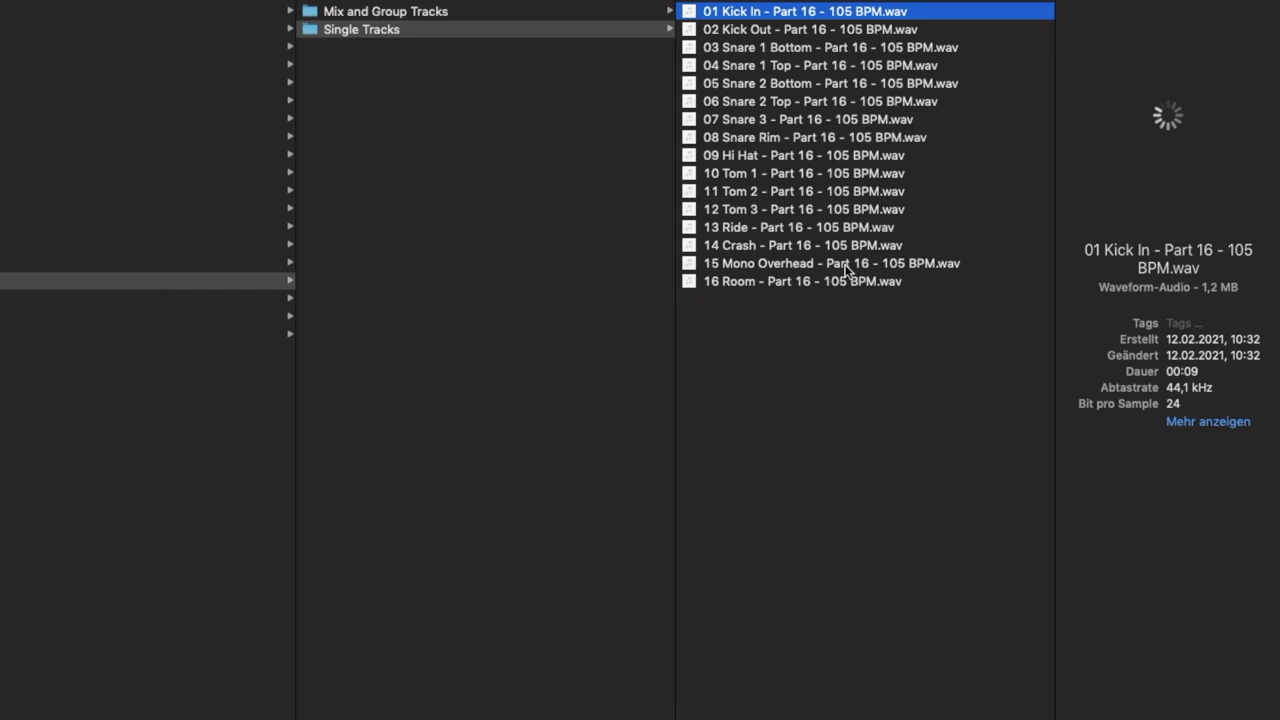 Mix and Group Tracks
Single Tracks
01 Kick In - Part 16 - 105 BPM.wav
02 Kick Out - Part 16 - 105 BPM.wav
03 Snare 1 Bottom - Part 16 - 105 BPM.wav
04 Snare 1 Top - Part 16 - 105 BPM.wav
05 Snare 2 Bottom - Part 16 - 105 BPM.wav
06 Snare 2 Top - Part 16 - 105 BPM.wav
07 Snare 3 - Part 16 - 105 BPM.wav
08 Snare Rim - Part 16 - 105 BPM.wav
09 Hi Hat - Part 16 - 105 BPM.wav
10 Tom 1 - Part 16 - 105 BPM.wav
11 Tom 2 - Part 16 - 105 BPM.wav
12 Tom 3 - Part 16 - 105 BPM.wav
13 Ride - Part 16 - 105 BPM.wav
14 Crash - Part 16 - 105 BPM.wav
15 Mono Overhead - Part 16 - 105 BPM.wav
16 Room - Part 16 - 105 BPM.wav
01 Kick In - Part 16 - 105
BPM.wav
Waveform-Audio - 1,2 MB
Tags Tags ...
Erstellt 12.02.2021, 10:32
Geändert 12.02.2021, 10:32
Dauer 00:09
Abtastrate 44,1 kHz
Bit pro Sample 24
Mehr anzeigen